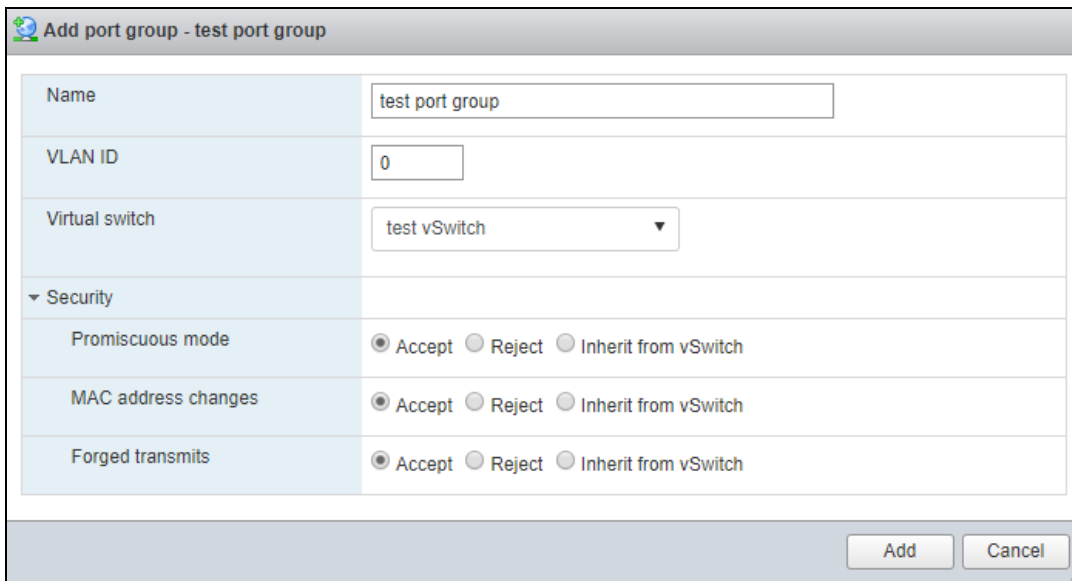 Add port group - test port group
Name test port group
VLAN ID 0
Virtual switch test vSwitch
Security
Promiscuous mode Accept Reject Inherit from vSwitch
MAC address changes Accept Reject Inherit from vSwitch
Forged transmits Accept Reject Inherit from vSwitch
Add Cancel